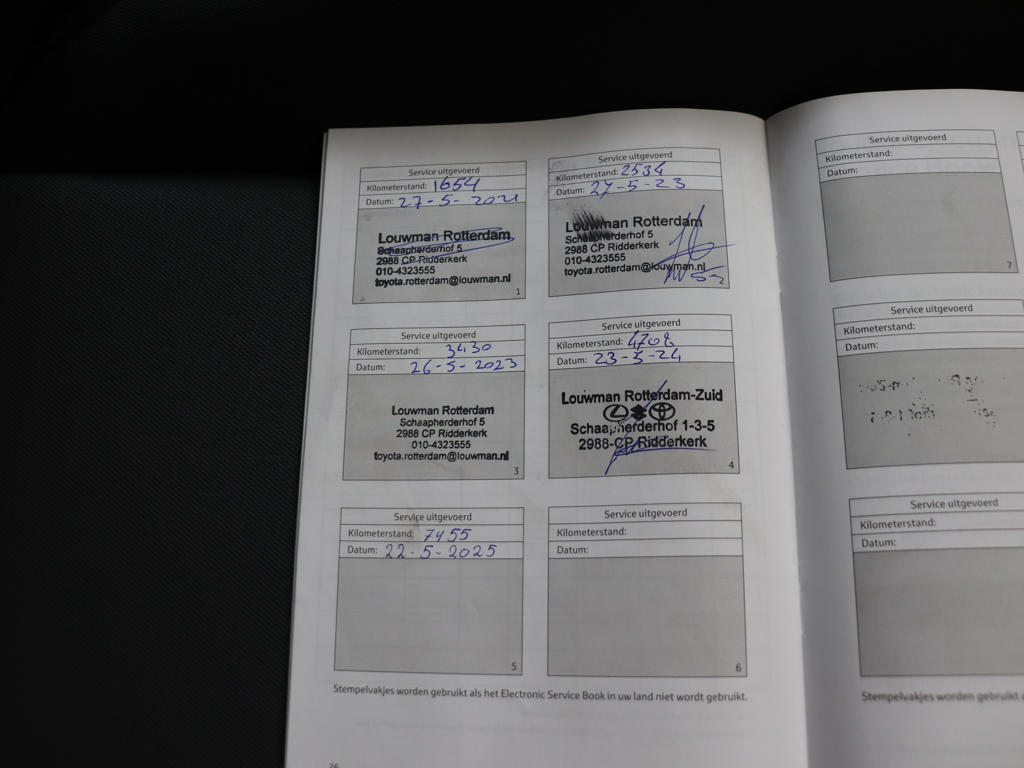 Service uitgevoerd
Kilometerstand: 1654
Datum: 27-5-2021
Louwman Rotterdam
Schaapherderhof 5
2988 CP Ridderkerk
010-4323555
toyota.rotterdam@louwman.nl
1
Service uitgevoerd
Kilometerstand: 2534
Datum: 27-5-23
Louwman Rotterdam
Schaapherderhof 5
2988 CP Ridderkerk
010-4323555
toyota.rotterdam@louwman.nl
2
Service uitgevoerd
Kilometerstand: 3430
Datum: 26-5-2023
Louwman Rotterdam
Schaapherderhof 5
2988 CP Ridderkerk
010-4323555
toyota.rotterdam@louwman.nl
3
Service uitgevoerd
Kilometerstand: 4708
Datum: 23-5-24
Louwman Rotterdam-Zuid
Schaapherderhof 1-3-5
2988-CP Ridderkerk
4
Service uitgevoerd
Kilometerstand: 7455
Datum: 22-5-2025
5
Service uitgevoerd
Kilometerstand:
Datum:
6
Stempelvakjes worden gebruikt als het Electronic Service Book in uw land niet wordt gebruikt.
26
Service uitgevoerd
Kilometerstand:
Datum:
7
Service uitgevoerd
Kilometerstand:
Datum:
Service uitgevoerd
Kilometerstand:
Datum:
Stempelvakjes worden gebruikt